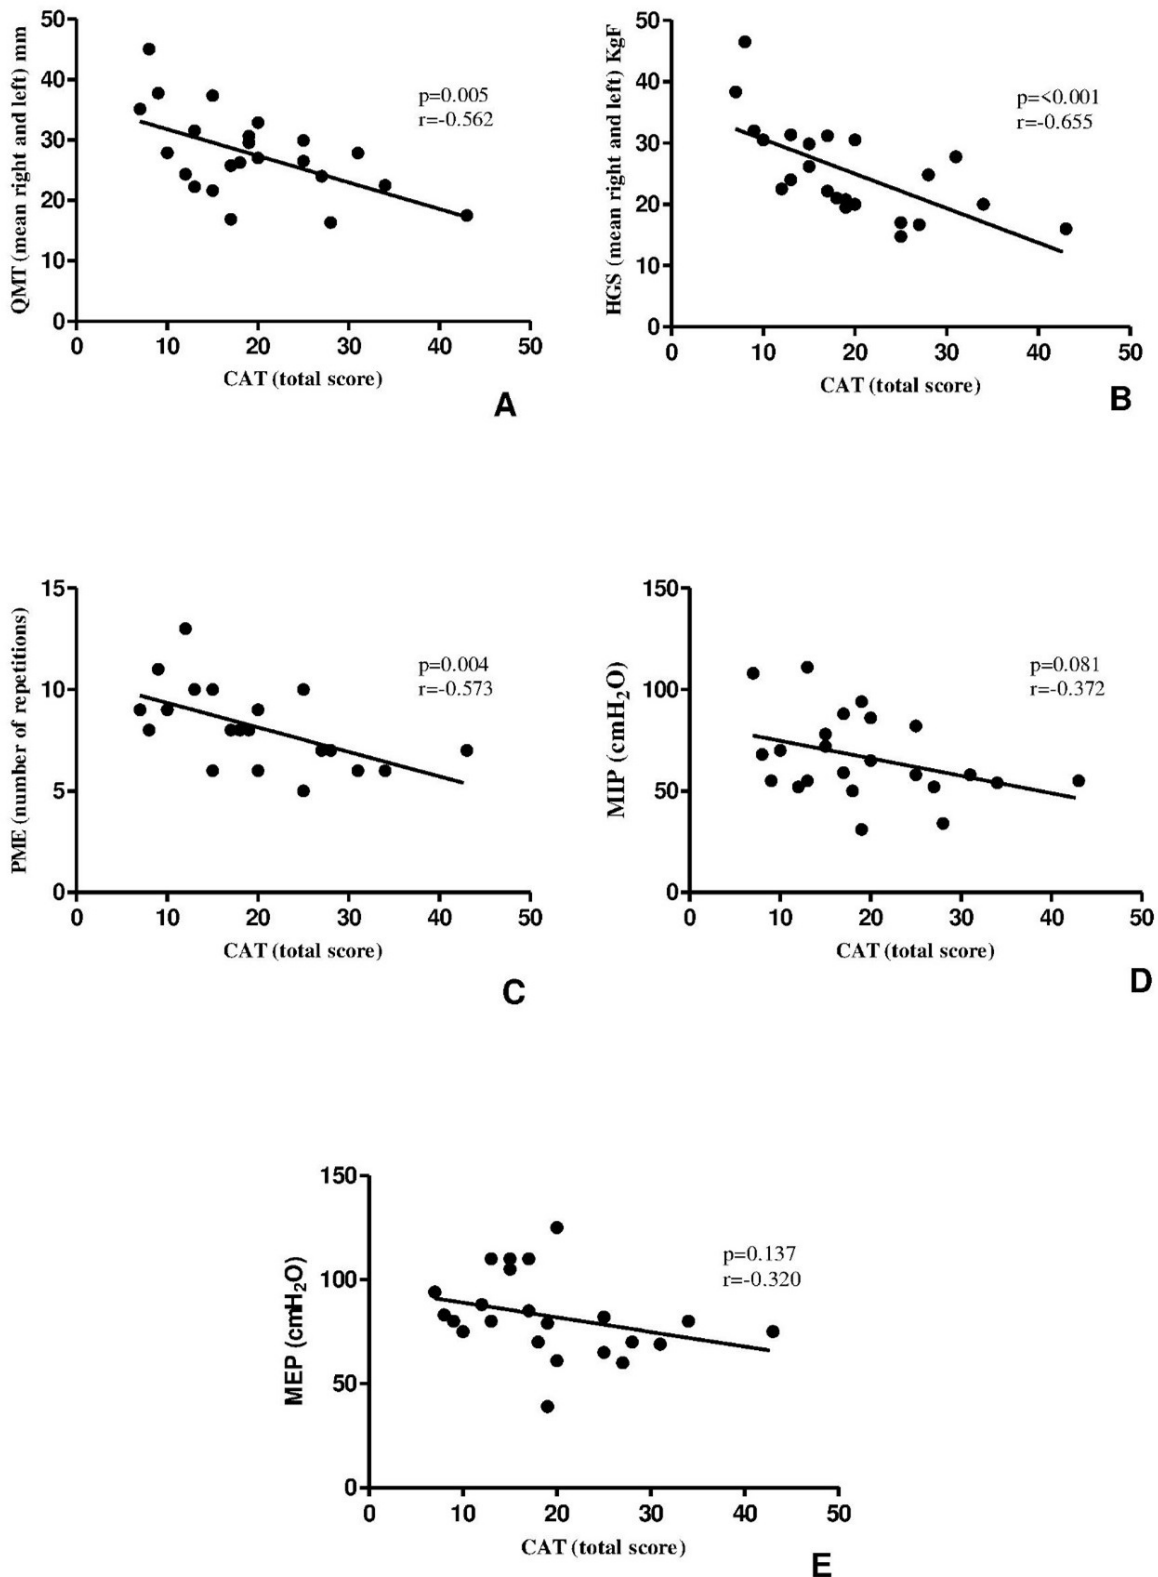 QMT (mean right and left) mm
50
40
30
20
10
0
p=0.005
r=-0.562
0 10 20 30 40 50
CAT (total score)
A
HGS (mean right and left) KgF
50
40
30
20
10
0
p=<0.001
r=-0.655
0 10 20 30 40 50
CAT (total score)
B
PME (number of repetitions)
15
10
5
0
p=0.004
r=-0.573
0 10 20 30 40 50
CAT (total score)
C
MIP (cmH₂O)
150
100
50
0
p=0.081
r=-0.372
0 10 20 30 40 50
CAT (total score)
D
MEP (cmH₂O)
150
100
50
0
p=0.137
r=-0.320
0 10 20 30 40 50
CAT (total score)
E